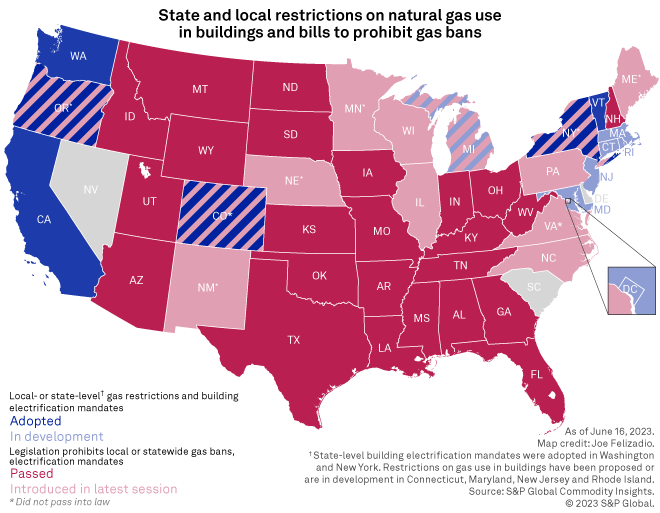 State and local restrictions on natural gas use
in buildings and bills to prohibit gas bans
WA
OR*
CA
NV
ID
MT
WY
UT
AZ
CO*
NM*
ND
SD
NE*
KS
OK
TX
MN*
IA
MO
AR
LA
WI
IL
MI
IN
OH
KY
TN
MS
AL
GA
FL
SC
NC
VA*
WV
PA
NY*
VT
NH
ME*
MA
CT
RI
NJ
DE
MD
DC
Local- or state-level† gas restrictions and building
electrification mandates
Adopted
In development
Legislation prohibits local or statewide gas bans,
electrification mandates
Passed
Introduced in latest session
* Did not pass into law
As of June 16, 2023.
Map credit: Joe Felizadio.
†State-level building electrification mandates were adopted in Washington
and New York. Restrictions on gas use in buildings have been proposed or
are in development in Connecticut, Maryland, New Jersey and Rhode Island.
Source: S&P Global Commodity Insights.
© 2023 S&P Global.